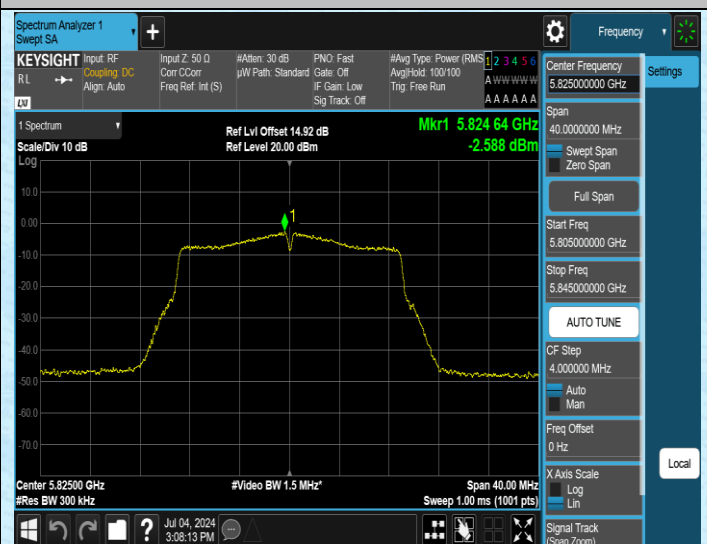 Spectrum Analyzer 1
Swept SA
+
Frequency
KEYSIGHT
RL
LXI
Input: RF
Coupling: DC
Align: Auto
Input Z: 50 Ω
Corr CCorr
Freq Ref: Int (S)
#Atten: 30 dB
µW Path: Standard
PNO: Fast
Gate: Off
IF Gain: Low
Sig Track: Off
#Avg Type: Power (RMS
Avg|Hold: 100/100
Trig: Free Run
1 2 3 4 5 6
A W W W W W
A A A A A A
1 Spectrum
Scale/Div 10 dB
Log
Ref Lvl Offset 14.92 dB
Ref Level 20.00 dBm
Mkr1 5.824 64 GHz
-2.588 dBm
10.0
0.00
-10.0
-20.0
-30.0
-40.0
-50.0
-60.0
-70.0
1
Center 5.82500 GHz
#Res BW 300 kHz
#Video BW 1.5 MHz*
Span 40.00 MHz
Sweep 1.00 ms (1001 pts)
Center Frequency
5.825000000 GHz
Span
40.0000000 MHz
Swept Span
Zero Span
Full Span
Start Freq
5.805000000 GHz
Stop Freq
5.845000000 GHz
AUTO TUNE
CF Step
4.000000 MHz
Auto
Man
Freq Offset
0 Hz
X Axis Scale
Log
Lin
Signal Track
(Span Zoom)
Settings
Local
?
Jul 04, 2024
3:08:13 PM